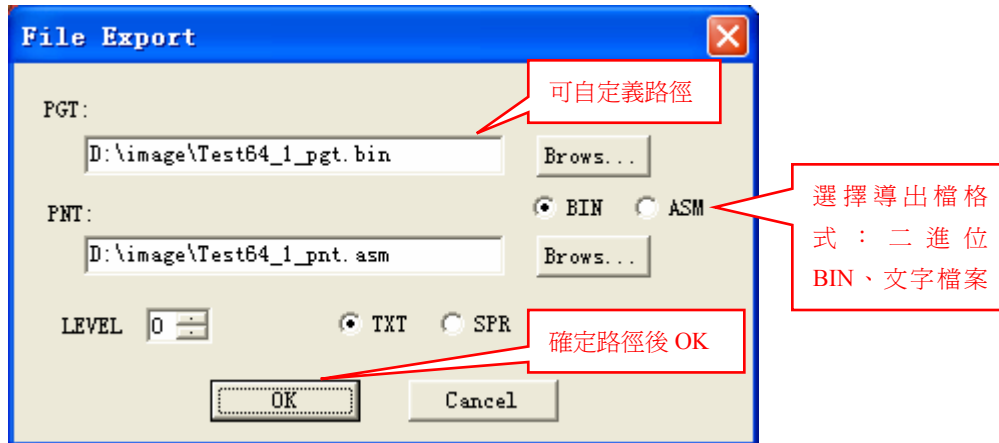 File Export
可自定義路徑
PGT:
D:\image\Test64_1_pgt.bin
Brows...
PNT:
BIN
ASM
選擇導出檔格
式：二進位
BIN、文字檔案
D:\image\Test64_1_pnt.asm
Brows...
LEVEL
0
TXT
SPR
確定路徑後 OK
OK
Cancel